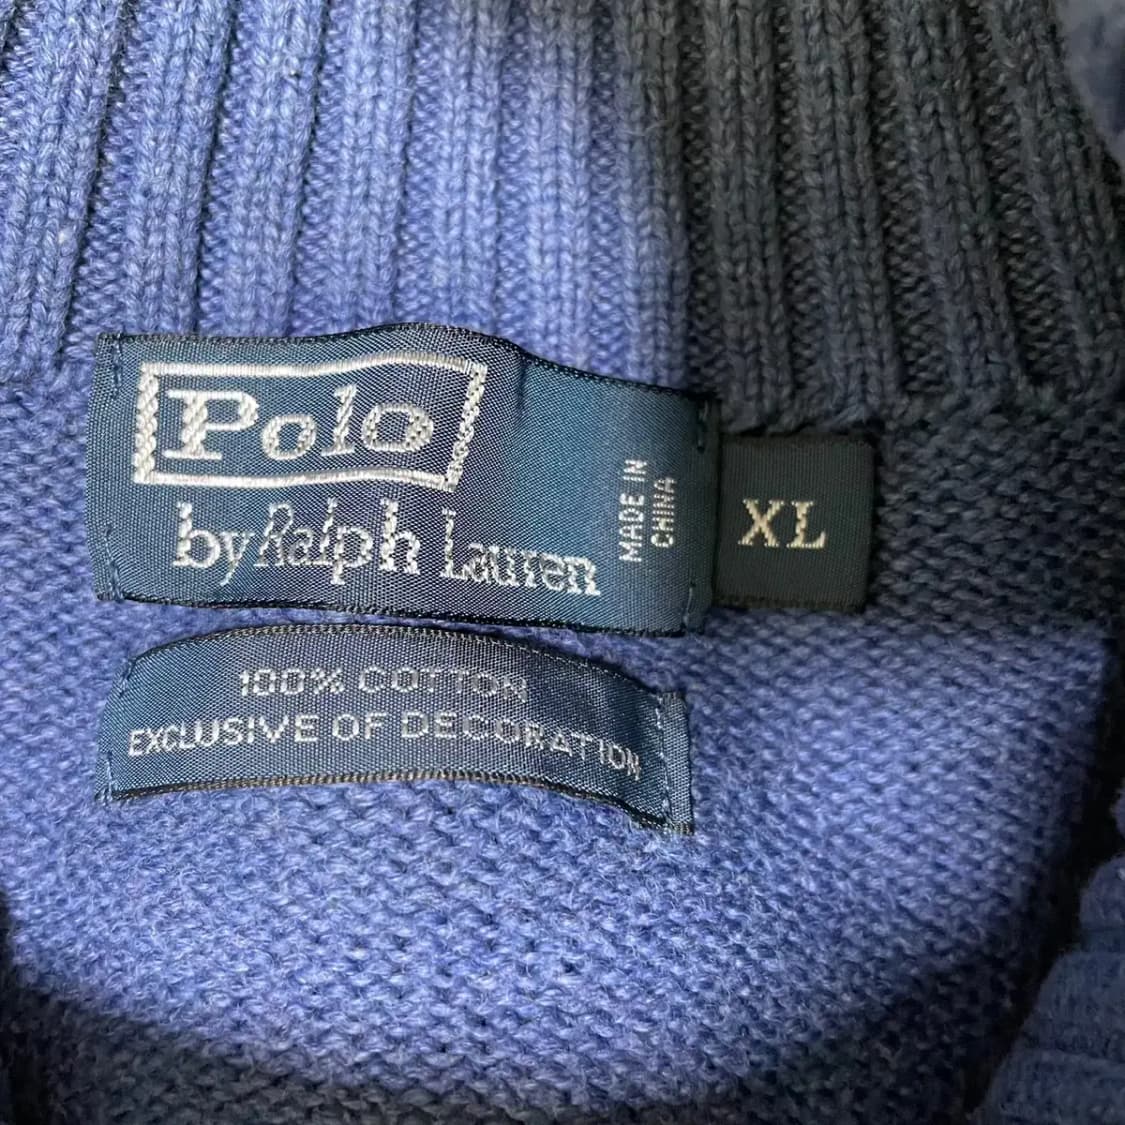 Polo
by Ralph Lauren
MADE IN
CHINA
XL
100% COTTON
EXCLUSIVE OF DECORATION